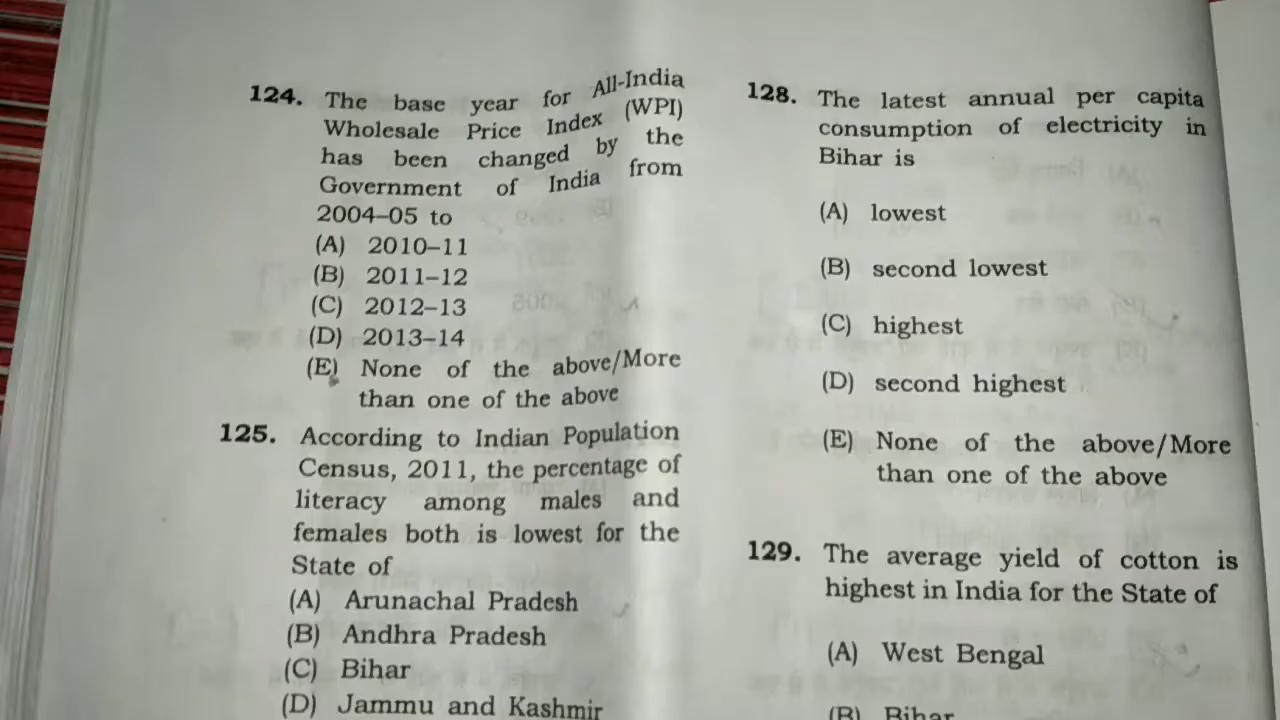 124. The base year for All-India
Wholesale Price Index (WPI)
has been changed by the
Government of India from
2004–05 to
(A) 2010–11
(B) 2011–12
(C) 2012–13
(D) 2013–14
(E) None of the above/More
than one of the above
125. According to Indian Population
Census, 2011, the percentage of
literacy among males and
females both is lowest for the
State of
(A) Arunachal Pradesh
(B) Andhra Pradesh
(C) Bihar
(D) Jammu and Kashmir
128. The latest annual per capita
consumption of electricity in
Bihar is
(A) lowest
(B) second lowest
(C) highest
(D) second highest
(E) None of the above/More
than one of the above
129. The average yield of cotton is
highest in India for the State of
(A) West Bengal
(B) Bihar